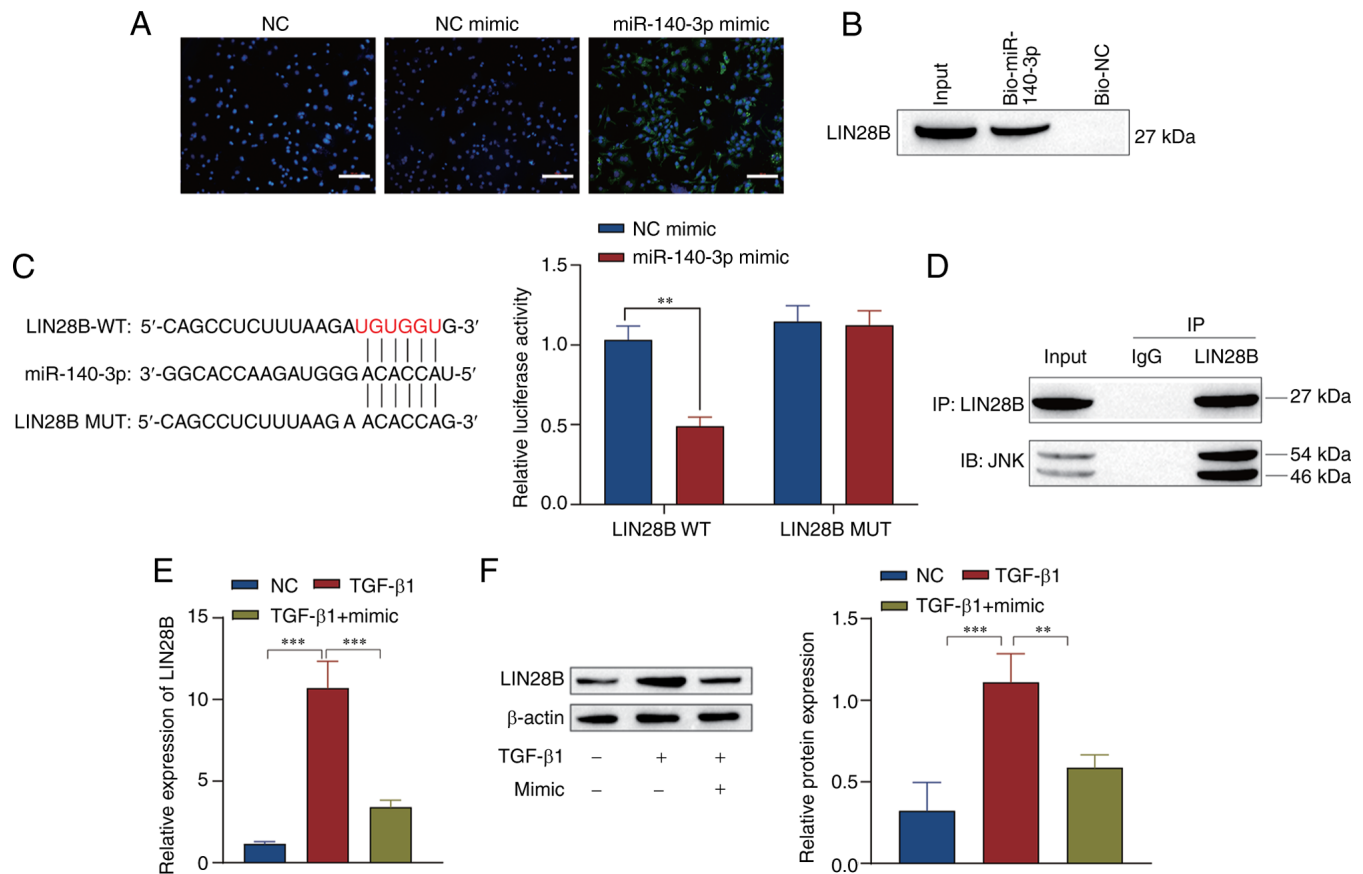 A
NC
NC mimic
miR-140-3p mimic
B
Input
Bio-miR-
140-3p
Bio-NC
LIN28B
27 kDa
C
LIN28B-WT: 5′-CAGCCUCUUUAAGAUGUGGUG-3′
miR-140-3p: 3′-GGCACCAAGAUGGGACACCAU-5′
LIN28B MUT: 5′-CAGCCUCUUUAAG A ACACCAG-3′
NC mimic
miR-140-3p mimic
Relative luciferase activity
1.5
1.0
0.5
0.0
**
LIN28B WT
LIN28B MUT
D
IP
Input
IgG
LIN28B
IP: LIN28B
27 kDa
IB: JNK
54 kDa
46 kDa
E
NC
TGF-β1
TGF-β1+mimic
Relative expression of LIN28B
15
10
5
0
***
***
F
LIN28B
β-actin
TGF-β1 – + +
Mimic – – +
NC
TGF-β1
TGF-β1+mimic
Relative protein expression
1.5
1.0
0.5
0.0
***
**